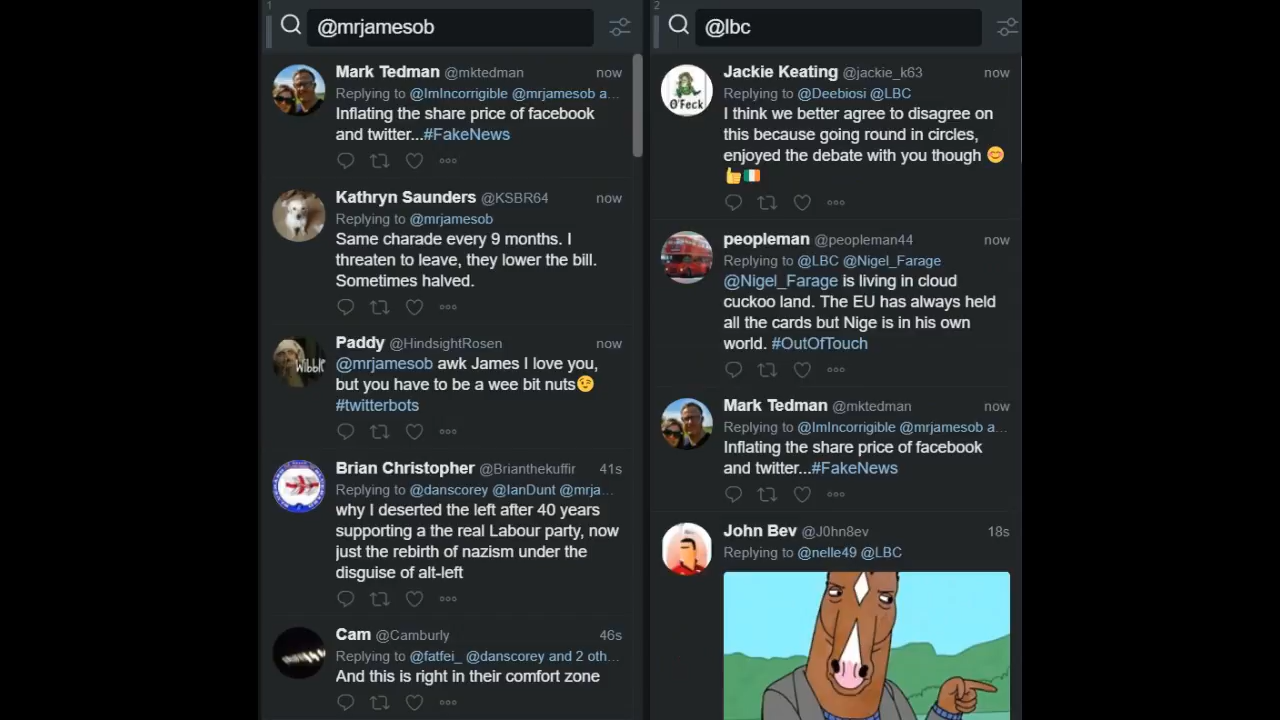 1
@mrjamesob
Mark Tedman @mktedman now
Replying to @ImIncorrigible @mrjamesob a...
Inflating the share price of facebook
and twitter...#FakeNews
Kathryn Saunders @KSBR64 now
Replying to @mrjamesob
Same charade every 9 months. I
threaten to leave, they lower the bill.
Sometimes halved.
Wibble
Paddy @HindsightRosen now
@mrjamesob awk James I love you,
but you have to be a wee bit nuts😉
#twitterbots
Brian Christopher @Brianthekuffir 41s
Replying to @danscorey @IanDunt @mrja...
why I deserted the left after 40 years
supporting a the real Labour party, now
just the rebirth of nazism under the
disguise of alt-left
Cam @Camburly 46s
Replying to @fatfei_ @danscorey and 2 oth...
And this is right in their comfort zone
2
@lbc
O'Feck
Jackie Keating @jackie_k63 now
Replying to @Deebiosi @LBC
I think we better agree to disagree on
this because going round in circles,
enjoyed the debate with you though 😊
👍🇮🇪
peopleman @peopleman44 now
Replying to @LBC @Nigel_Farage
@Nigel_Farage is living in cloud
cuckoo land. The EU has always held
all the cards but Nige is in his own
world. #OutOfTouch
Mark Tedman @mktedman now
Replying to @ImIncorrigible @mrjamesob a...
Inflating the share price of facebook
and twitter...#FakeNews
John Bev @J0hn8ev 18s
Replying to @nelle49 @LBC